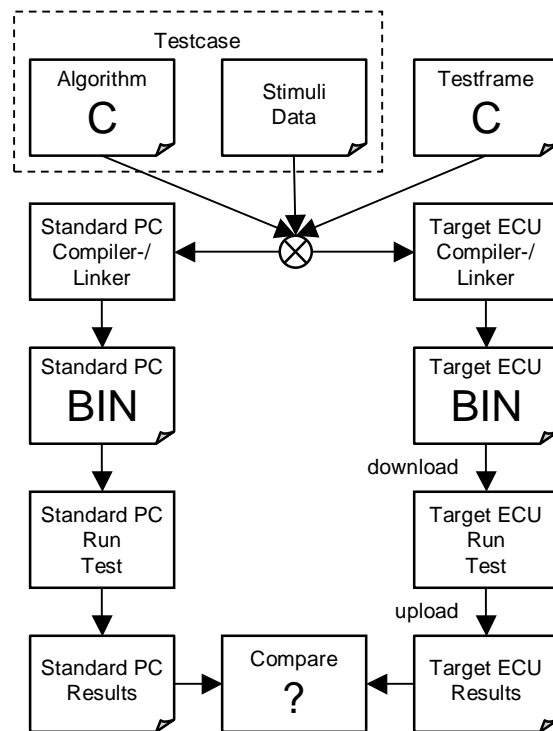 Testcase
Algorithm
C
Stimuli
Data
Testframe
C
Standard PC
Compiler-/
Linker
Target ECU
Compiler-/
Linker
Standard PC
BIN
Target ECU
BIN
download
Standard PC
Run
Test
Target ECU
Run
Test
upload
Standard PC
Results
Compare
?
Target ECU
Results